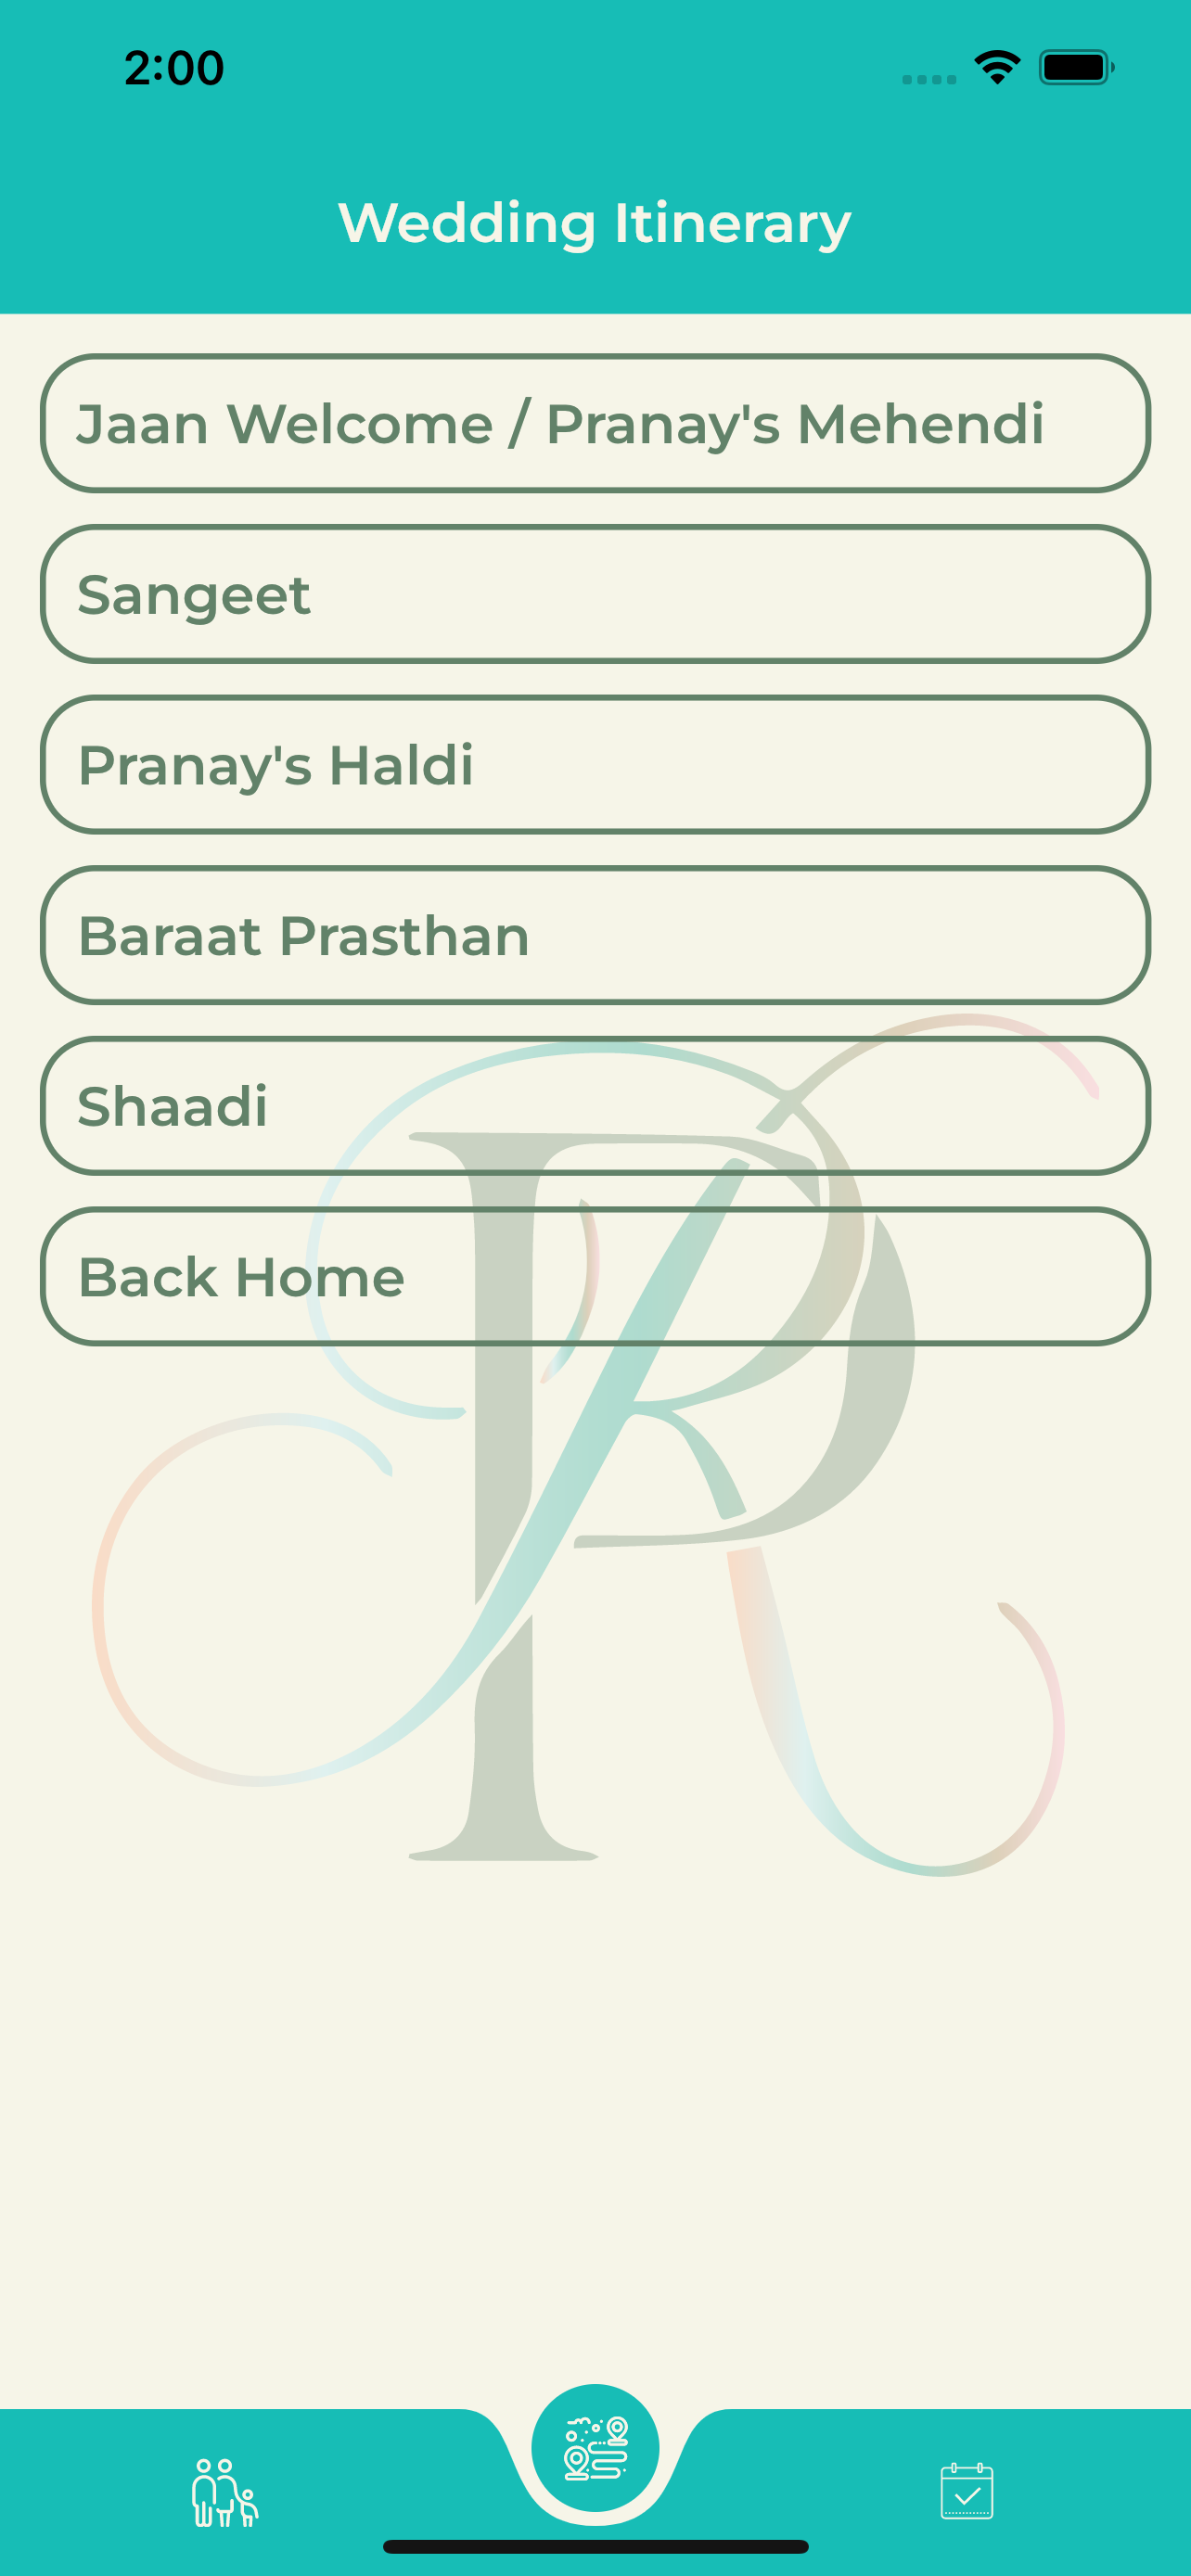 2:00
Wedding Itinerary
Jaan Welcome / Pranay's Mehendi
Sangeet
Pranay's Haldi
Baraat Prasthan
Shaadi
Back Home
PR